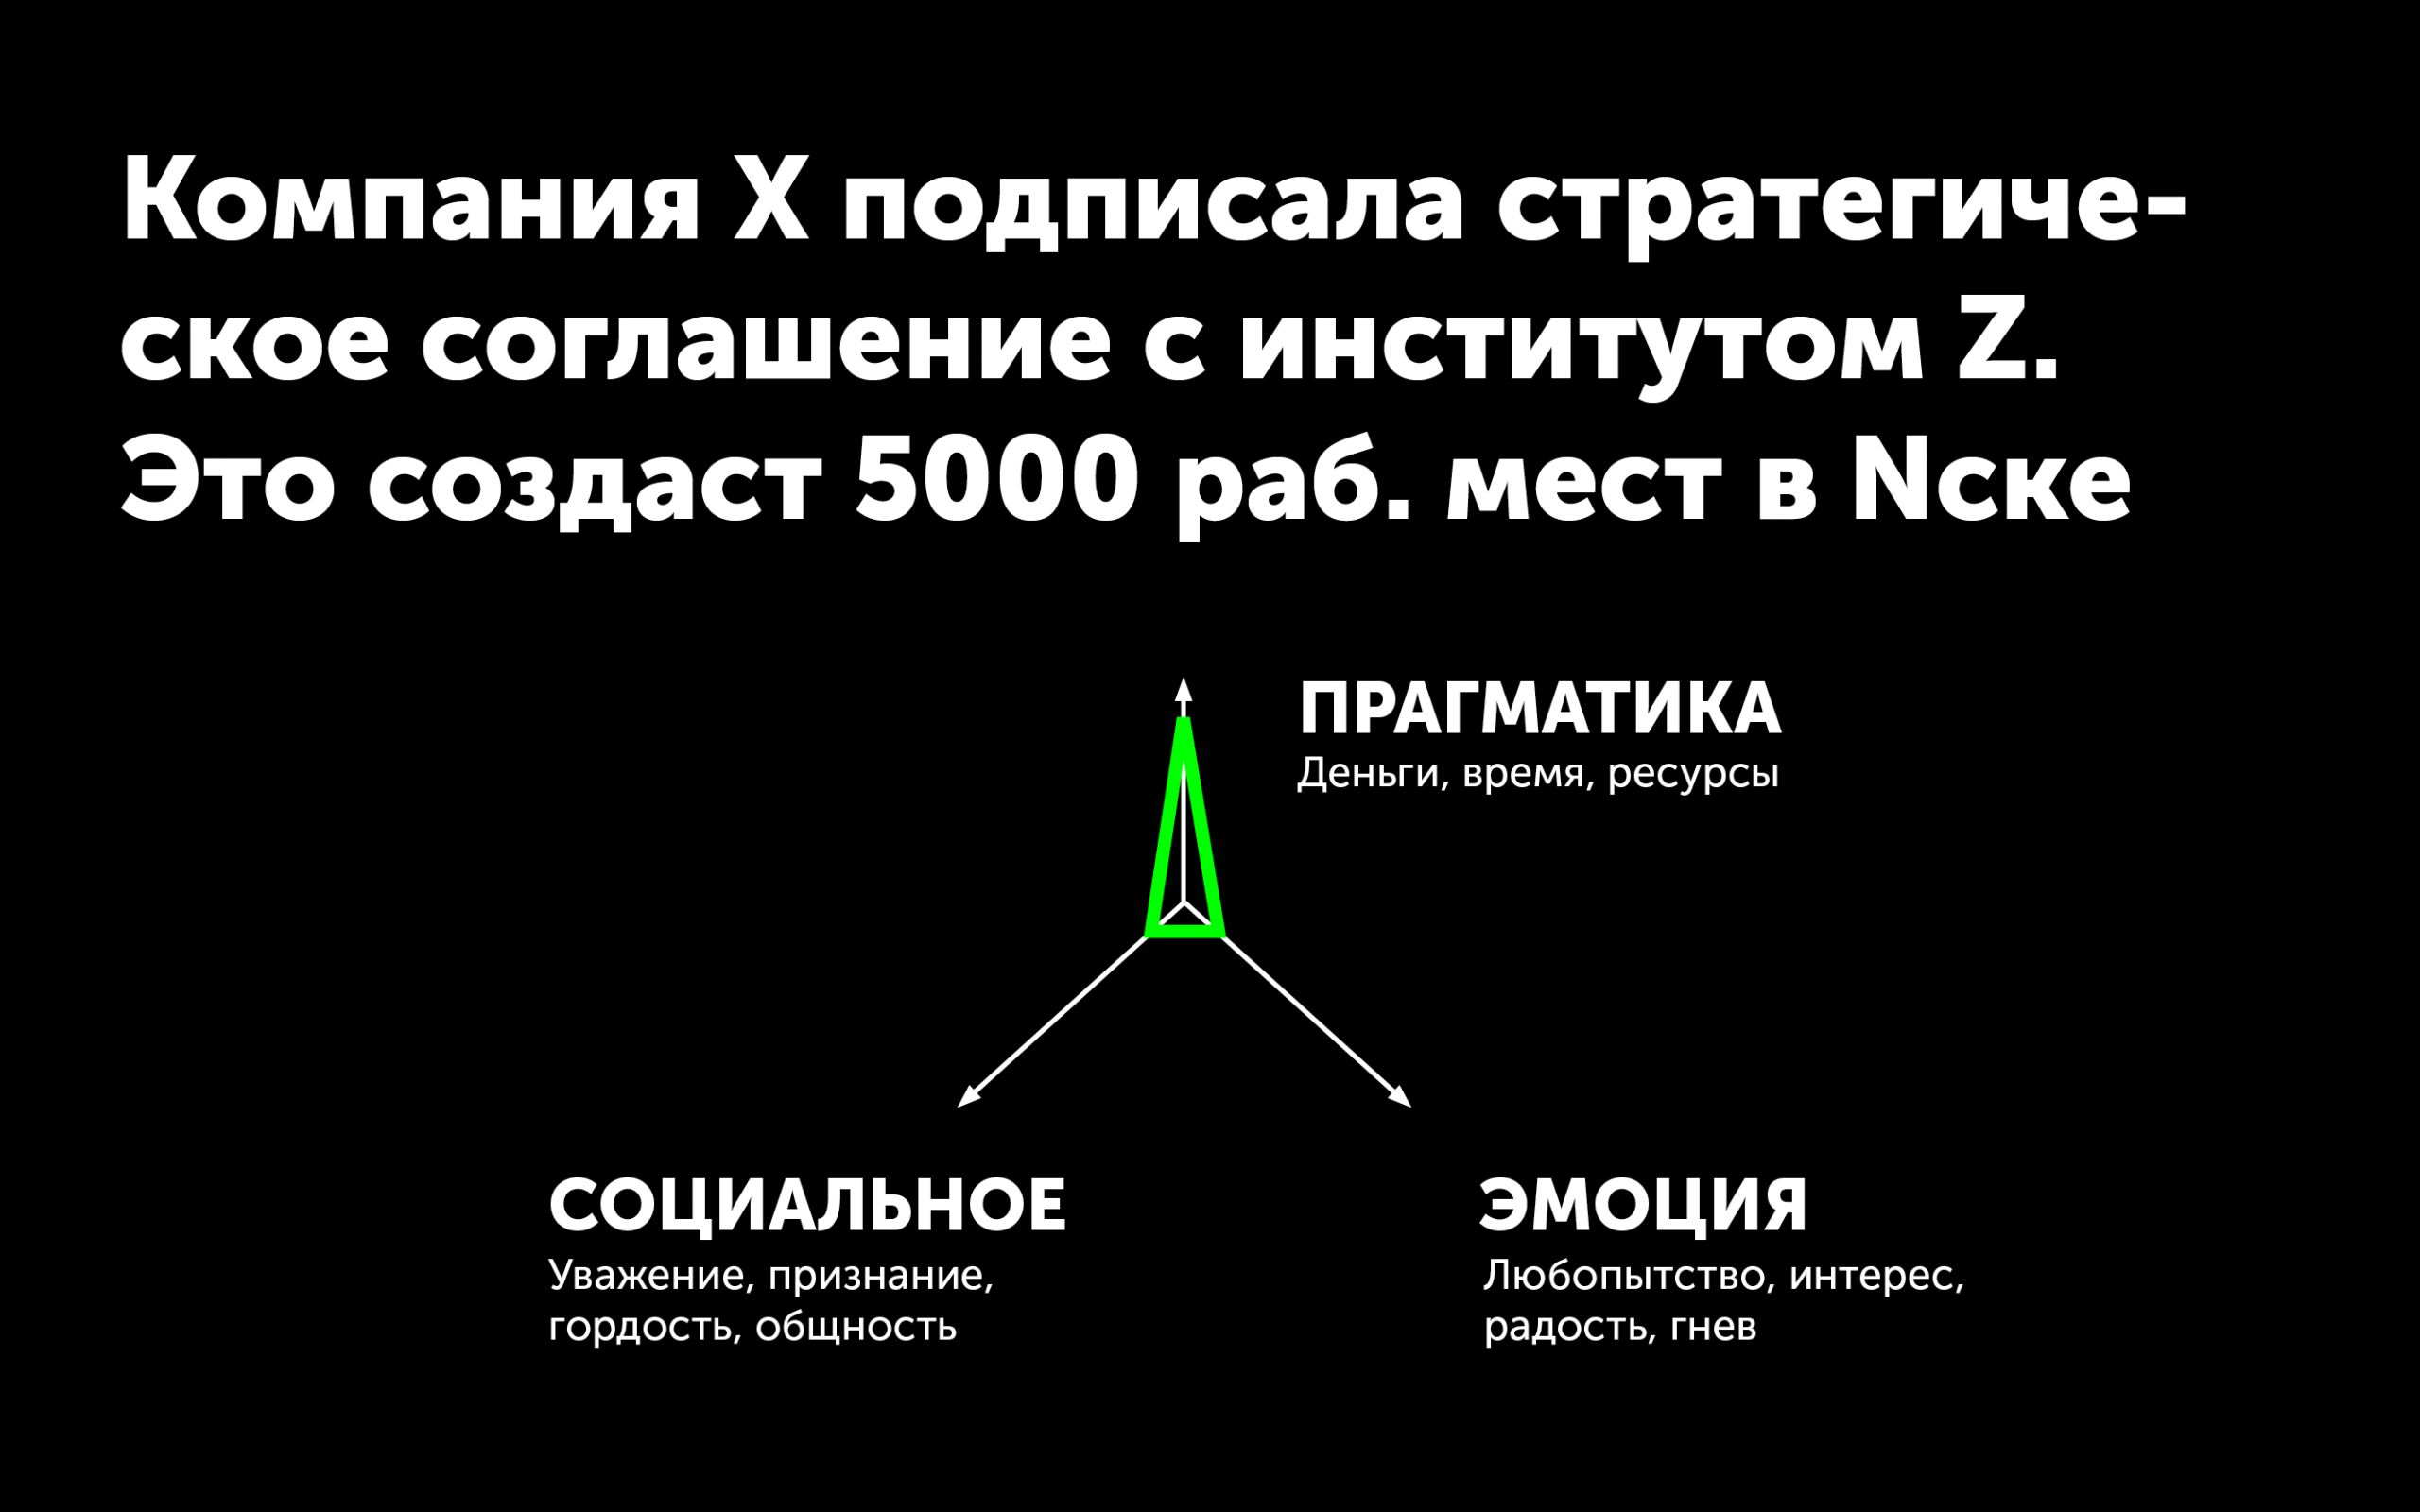 Компания X подписала стратегиче-
ское соглашение с институтом Z.
Это создаст 5000 раб. мест в Nске
ПРАГМАТИКА
Деньги, время, ресурсы
СОЦИАЛЬНОЕ
Уважение, признание,
гордость, общность
ЭМОЦИЯ
Любопытство, интерес,
радость, гнев